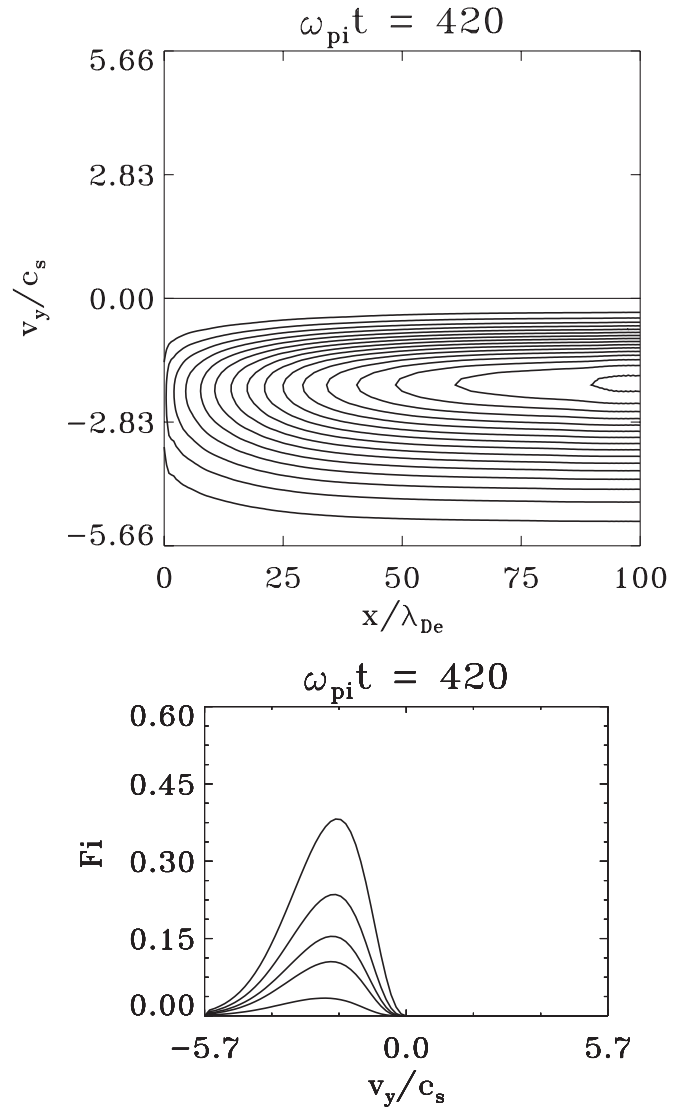 ω_pi t = 420
5.66
2.83
0.00
−2.83
−5.66
v_y/c_s
0 25 50 75 100
x/λ_De
ω_pi t = 420
0.60
0.45
0.30
0.15
0.00
Fi
−5.7 0.0 5.7
v_y/c_s